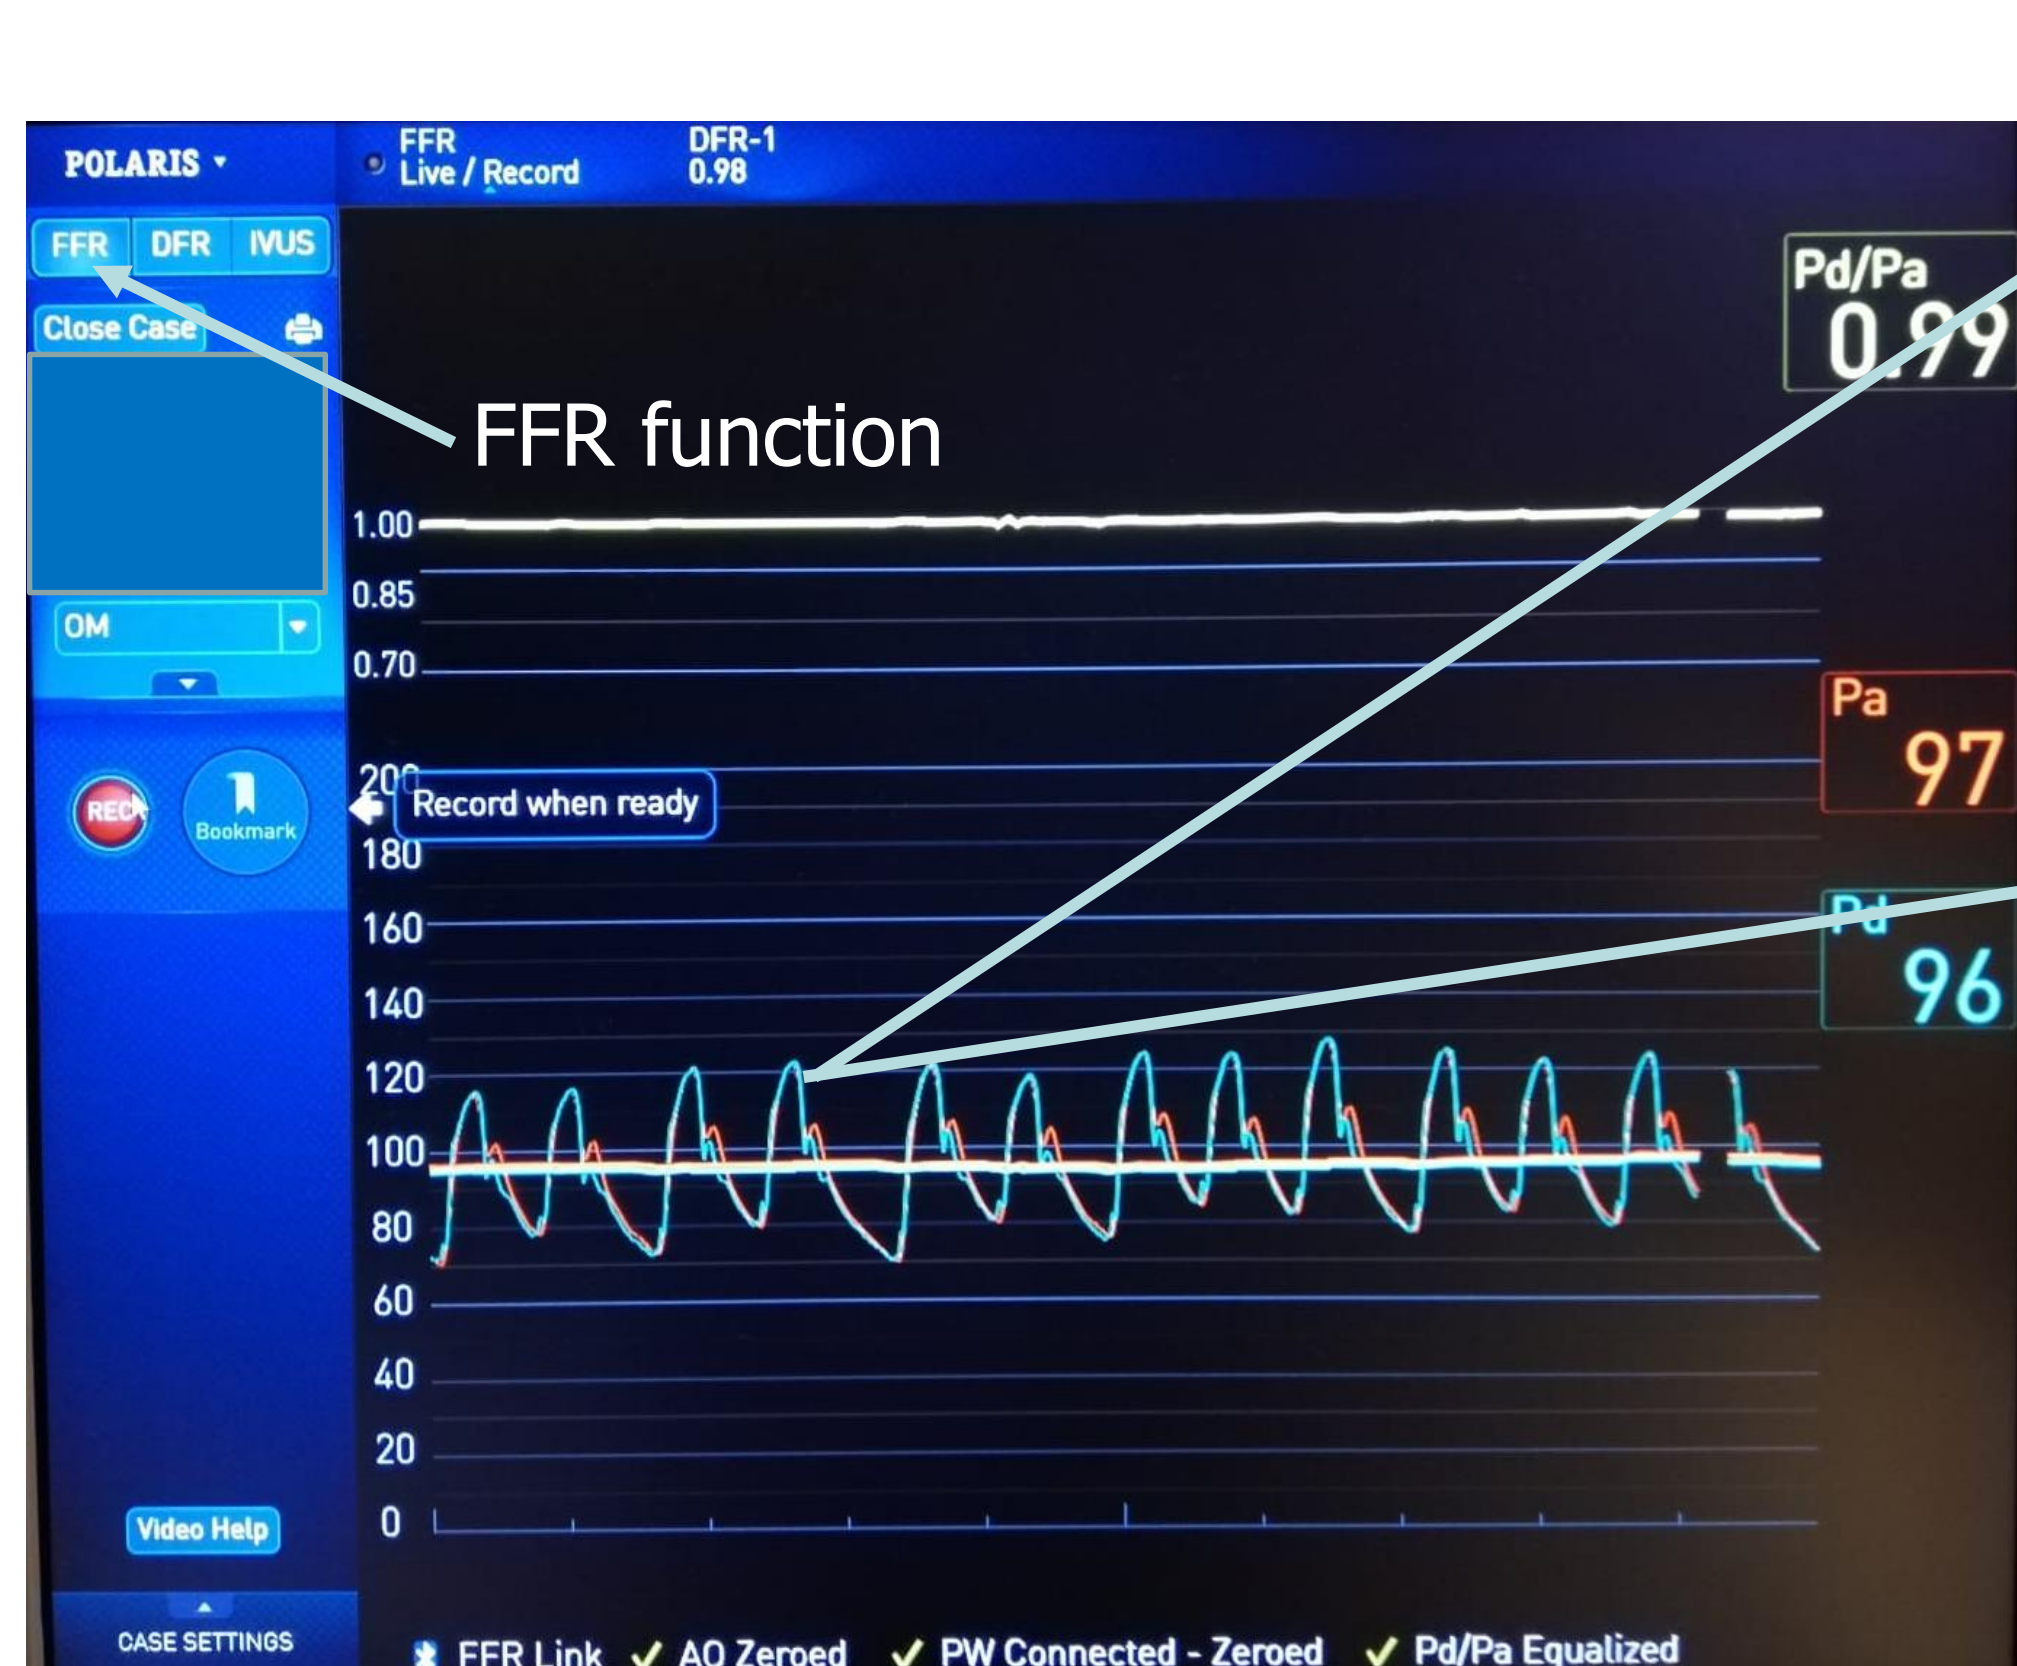 POLARIS
FFR
Live / Record
DFR-1
0.98
FFR DFR IVUS
Close Case
Pd/Pa
0.99
FFR function
1.00
0.85
0.70
OM
Pa
97
REC
Bookmark
Record when ready
200
180
160
140
120
100
80
60
40
20
0
Pd
96
Video Help
CASE SETTINGS
FFR Link AO Zeroed PW Connected - Zeroed Pd/Pa Equalized